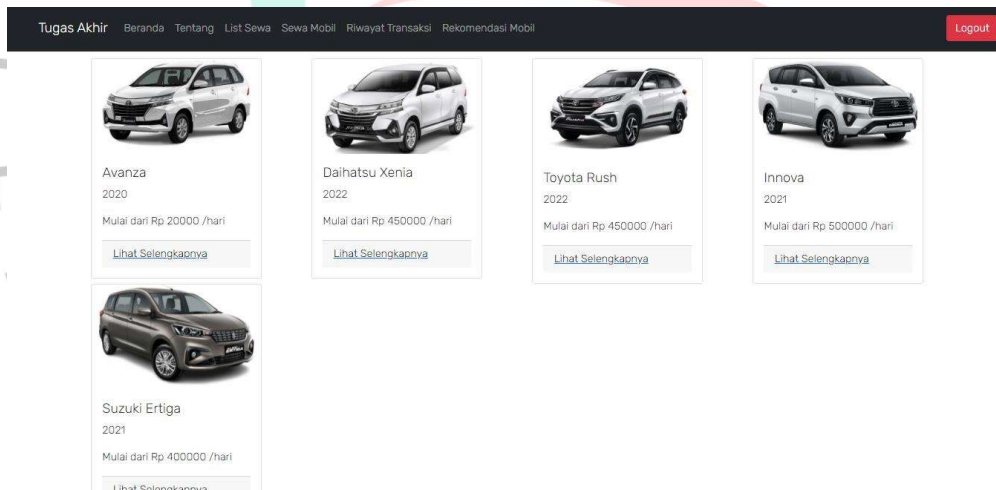 Tugas Akhir Beranda Tentang List Sewa Sewa Mobil Riwayat Transaksi Rekomendasi Mobil Logout
Avanza
2020
Mulai dari Rp 20000 /hari
Lihat Selengkapnya
Daihatsu Xenia
2022
Mulai dari Rp 450000 /hari
Lihat Selengkapnya
Toyota Rush
2022
Mulai dari Rp 450000 /hari
Lihat Selengkapnya
Innova
2021
Mulai dari Rp 500000 /hari
Lihat Selengkapnya
Suzuki Ertiga
2021
Mulai dari Rp 400000 /hari
Lihat Selengkapnya